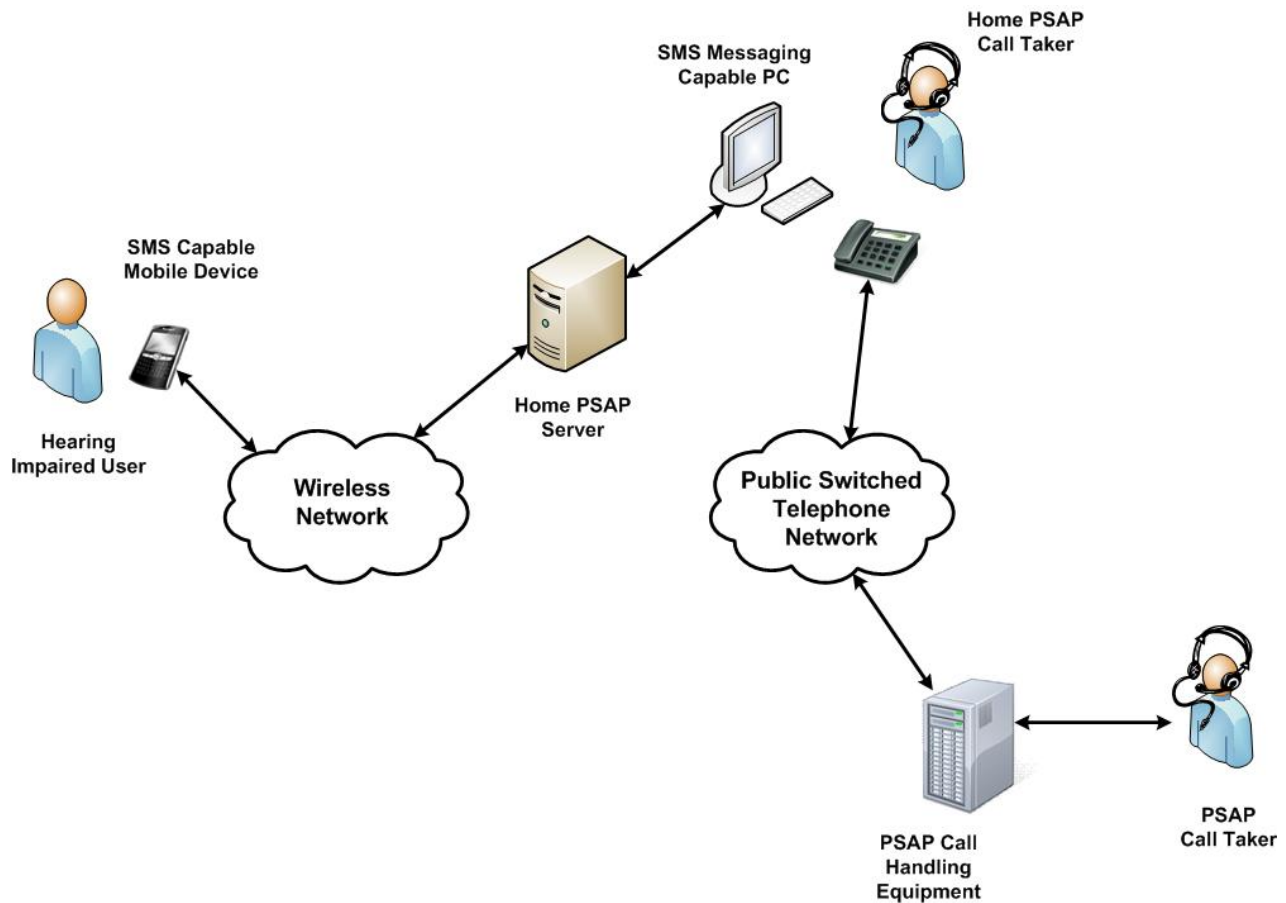 Home PSAP
Call Taker
SMS Messaging
Capable PC
SMS Capable
Mobile Device
Home PSAP
Server
Hearing
Impaired User
Wireless
Network
Public Switched
Telephone
Network
PSAP Call
Handling
Equipment
PSAP
Call Taker